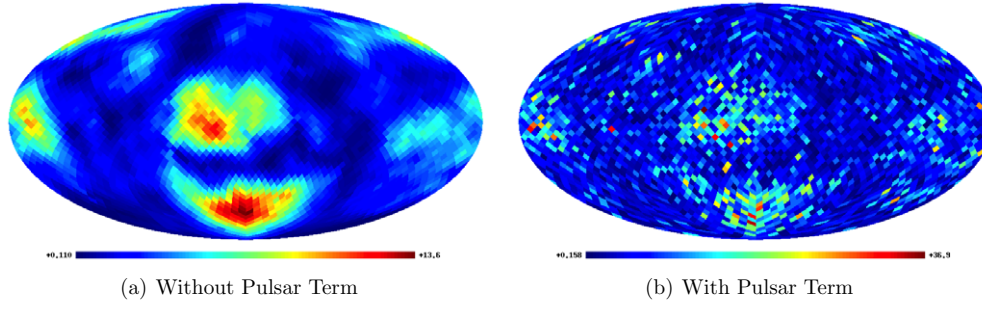 +0,110 +13,6 +0,158 +36,9
(a) Without Pulsar Term (b) With Pulsar Term